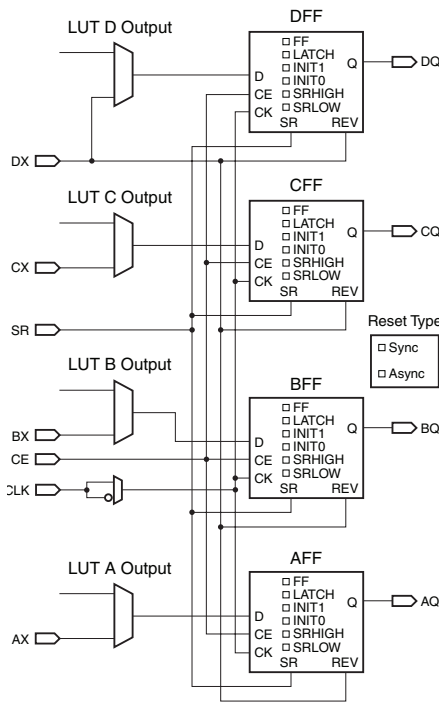 LUT D Output
DFF
FF
LATCH
INIT1
INIT0
SRHIGH
SRLOW
D
CE
CK
Q
SR
REV
DQ
DX
LUT C Output
CFF
FF
LATCH
INIT1
INIT0
SRHIGH
SRLOW
D
CE
CK
Q
SR
REV
CQ
CX
SR
Reset Type
Sync
Async
LUT B Output
BFF
FF
LATCH
INIT1
INIT0
SRHIGH
SRLOW
D
CE
CK
Q
SR
REV
BQ
BX
CE
CLK
LUT A Output
AFF
FF
LATCH
INIT1
INIT0
SRHIGH
SRLOW
D
CE
CK
Q
SR
REV
AQ
AX